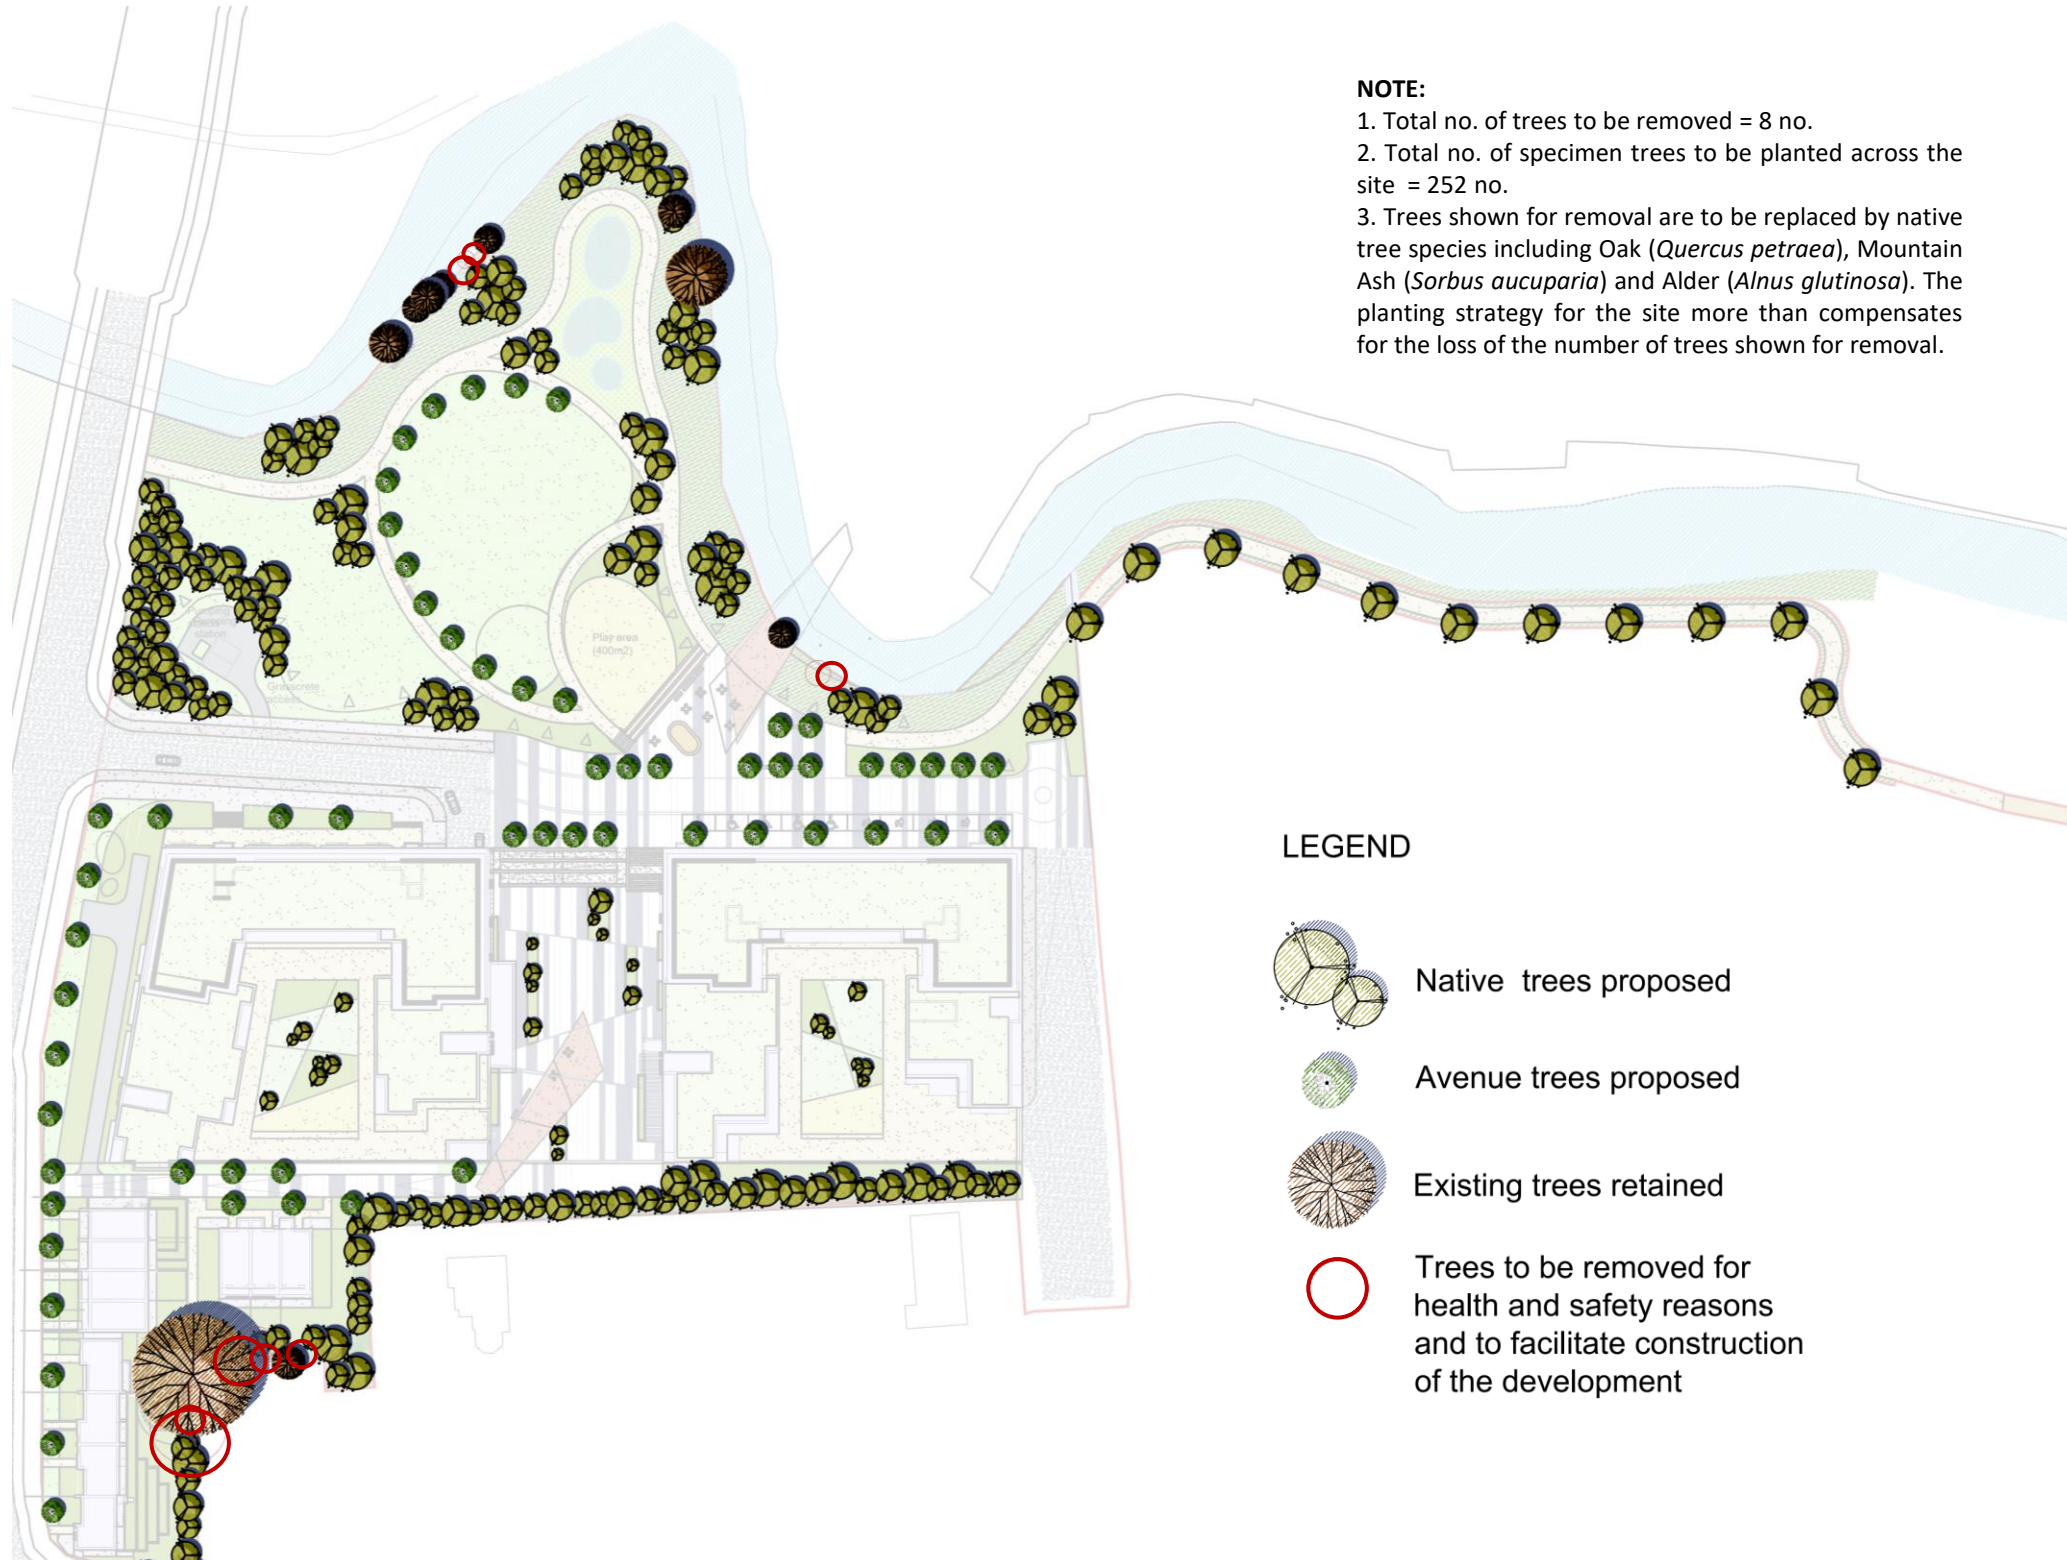 NOTE:
1. Total no. of trees to be removed = 8 no.
2. Total no. of specimen trees to be planted across the
site = 252 no.
3. Trees shown for removal are to be replaced by native
tree species including Oak (Quercus petraea), Mountain
Ash (Sorbus aucuparia) and Alder (Alnus glutinosa). The
planting strategy for the site more than compensates
for the loss of the number of trees shown for removal.
Play area
(400m2)
station
Grasscrete
access
LEGEND
Native trees proposed
Avenue trees proposed
Existing trees retained
Trees to be removed for
health and safety reasons
and to facilitate construction
of the development